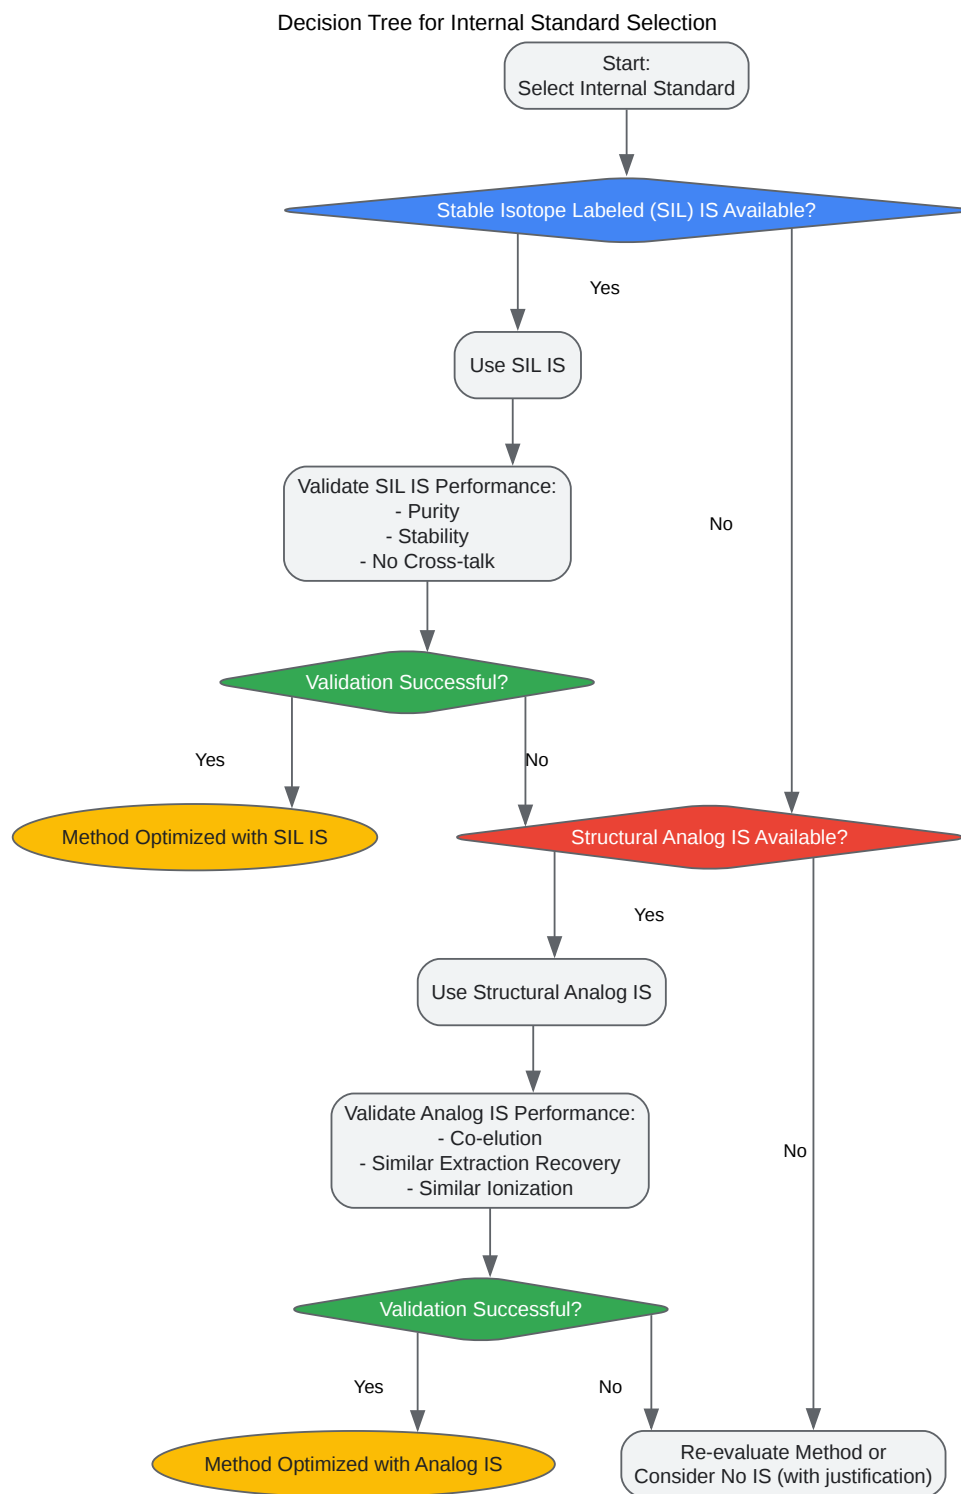 Decision Tree for Internal Standard Selection
Start:
Select Internal Standard
Stable Isotope Labeled (SIL) IS Available?
Yes
Use SIL IS
Validate SIL IS Performance:
- Purity
- Stability
- No Cross-talk
No
Validation Successful?
Yes
No
Method Optimized with SIL IS
Structural Analog IS Available?
Yes
Use Structural Analog IS
Validate Analog IS Performance:
- Co-elution
- Similar Extraction Recovery
- Similar Ionization
No
Validation Successful?
Yes
No
Method Optimized with Analog IS
Re-evaluate Method or
Consider No IS (with justification)